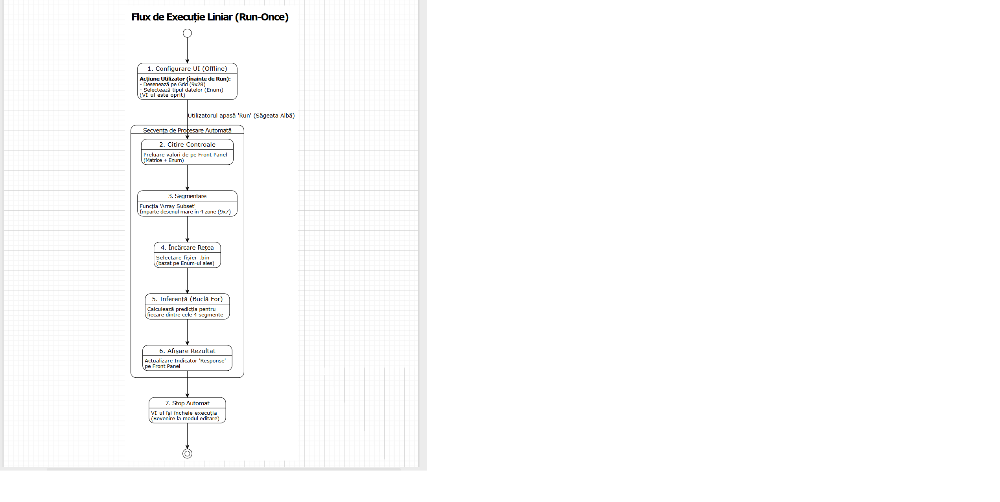 Flux de Execuție Liniar (Run-Once)
1. Configurare UI (Offline)
Acțiune Utilizator (înainte de Run):
- Desenează pe Grid (9x28)
- Selectează tipul datelor (Enum)
(VI-ul este oprit)
Utilizatorul apasă 'Run' (Săgeata Albă)
Secvența de Procesare Automată
2. Citire Controale
Preluare valori de pe Front Panel
(Matrice + Enum)
3. Segmentare
Funcția 'Array Subset'
Împarte desenul mare în 4 zone (9x7)
4. Încărcare Rețea
Selectare fișier .bin
(bazat pe Enum-ul ales)
5. Inferență (Buclă For)
Calculează predicția pentru
fiecare dintre cele 4 segmente
6. Afișare Rezultat
Actualizare Indicator 'Response'
pe Front Panel
7. Stop Automat
VI-ul își încheie execuția
(Revenire la modul editare)